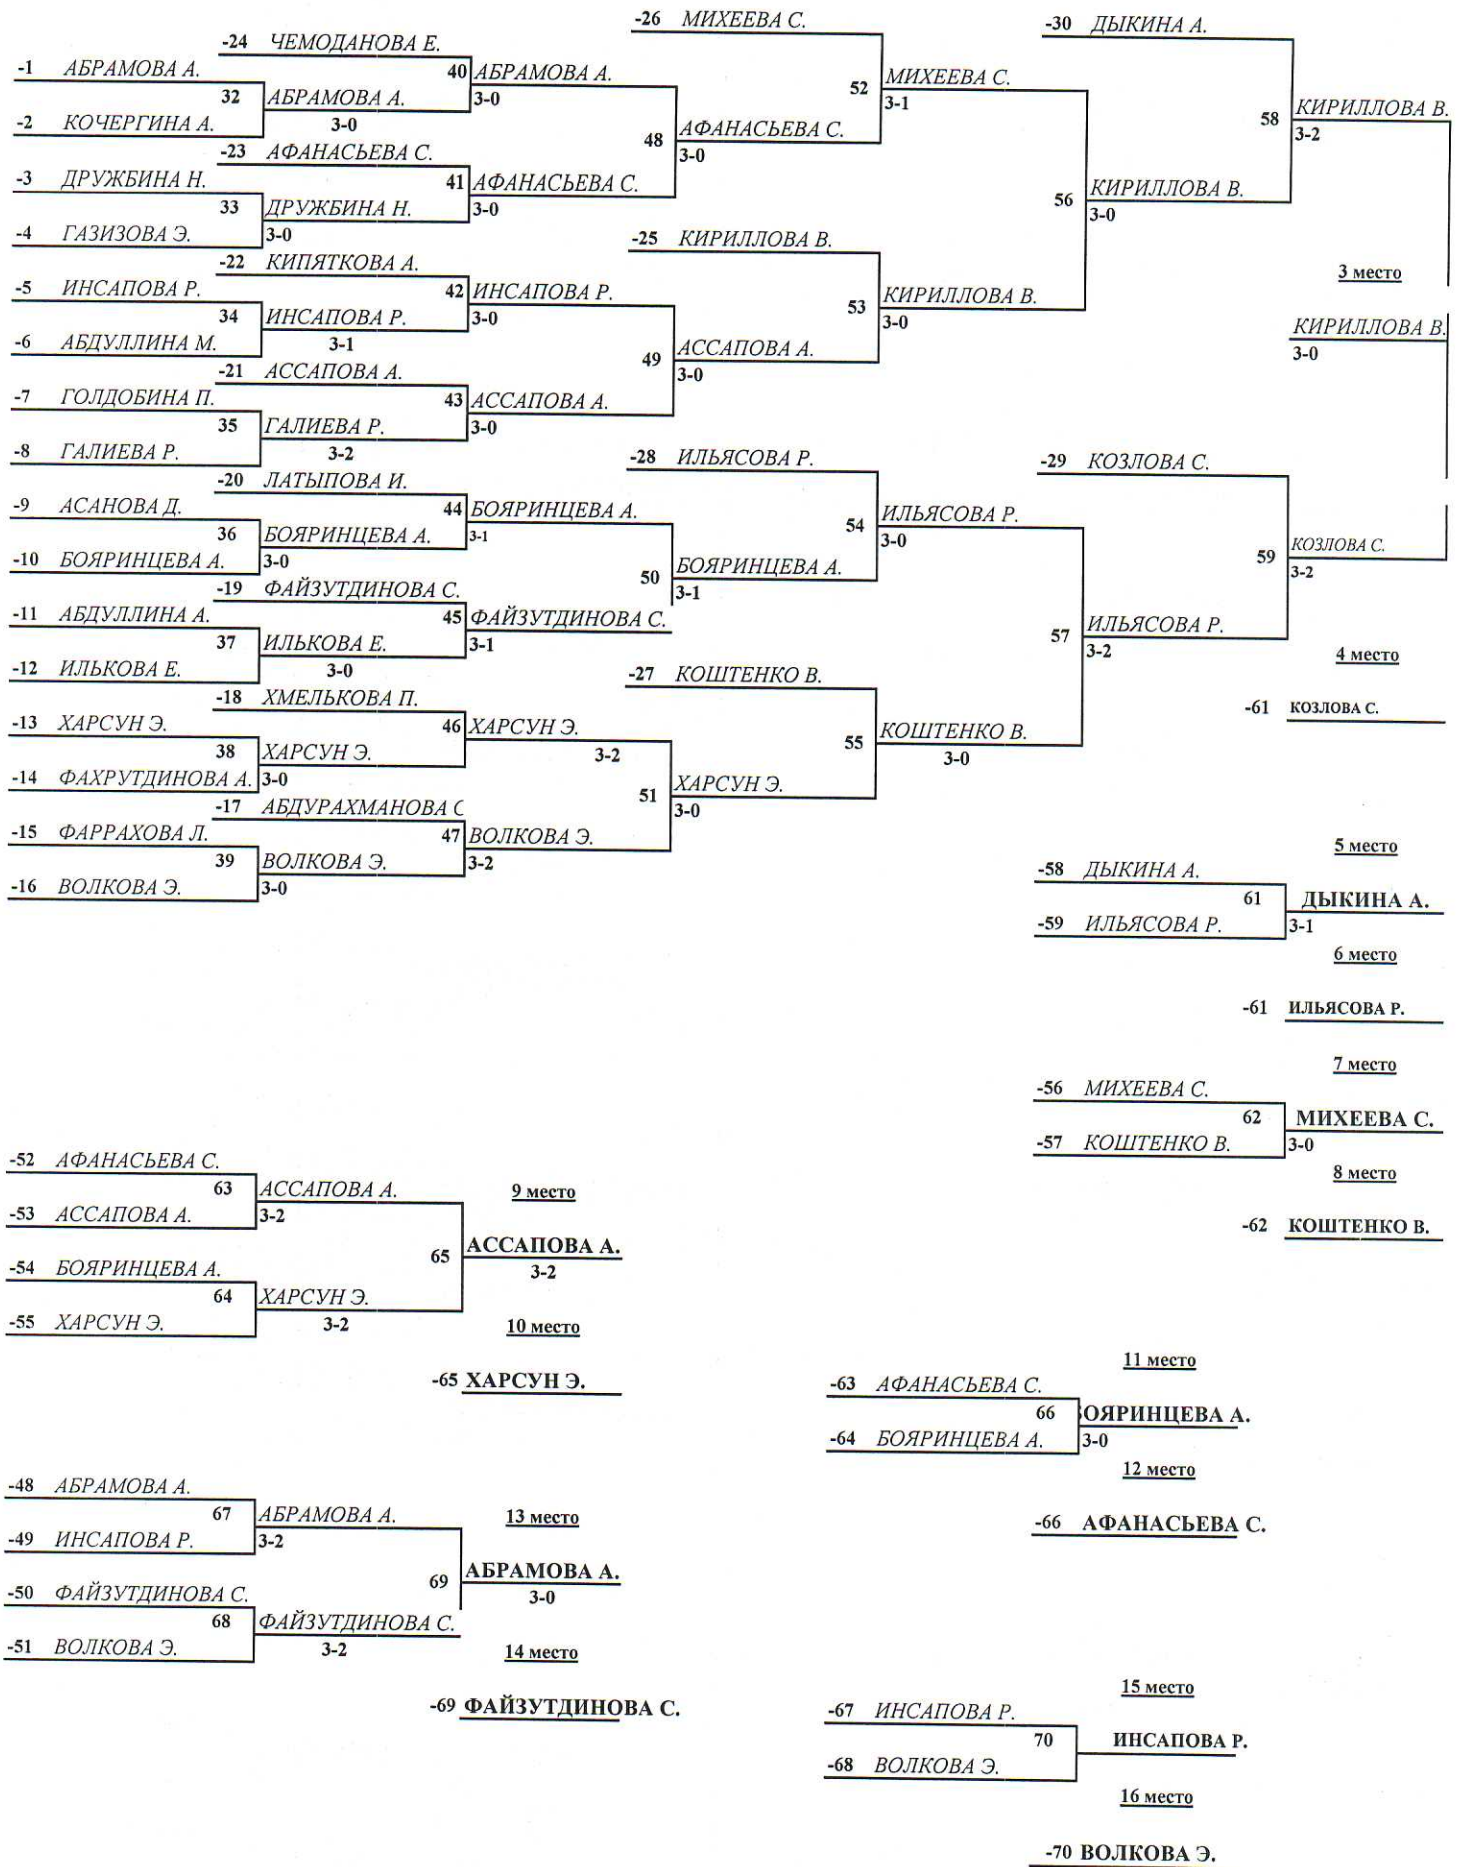 -26 МИХЕЕВА С.
-30 ДЫКИНА А.
-24 ЧЕМОДАНОВА Е.
-1 АБРАМОВА А.
40 АБРАМОВА А.
52 МИХЕЕВА С.
32 АБРАМОВА А.
3-0
3-1
58 КИРИЛЛОВА В.
-2 КОЧЕРГИНА А.
3-0
48 АФАНАСЬЕВА С.
3-2
-23 АФАНАСЬЕВА С.
3-0
-3 ДРУЖБИНА Н.
41 АФАНАСЬЕВА С.
56 КИРИЛЛОВА В.
33 ДРУЖБИНА Н.
3-0
3-0
-4 ГАЗИЗОВА Э.
3-0
-25 КИРИЛЛОВА В.
-22 КИПЯТКОВА А.
3 место
-5 ИНСАПОВА Р.
42 ИНСАПОВА Р.
53 КИРИЛЛОВА В.
34 ИНСАПОВА Р.
3-0
3-0
КИРИЛЛОВА В.
-6 АБДУЛЛИНА М.
3-1
49 АССАПОВА А.
3-0
-21 АССАПОВА А.
3-0
-7 ГОЛДОБИНА П.
43 АССАПОВА А.
35 ГАЛИЕВА Р.
3-0
-8 ГАЛИЕВА Р.
3-2
-28 ИЛЬЯСОВА Р.
-29 КОЗЛОВА С.
-20 ЛАТЫПОВА И.
-9 АСАНОВА Д.
44 БОЯРИНЦЕВА А.
54 ИЛЬЯСОВА Р.
36 БОЯРИНЦЕВА А.
3-1
3-0
59 КОЗЛОВА С.
-10 БОЯРИНЦЕВА А.
3-0
50 БОЯРИНЦЕВА А.
3-2
-19 ФАЙЗУТДИНОВА С.
3-1
-11 АБДУЛЛИНА А.
45 ФАЙЗУТДИНОВА С.
57 ИЛЬЯСОВА Р.
37 ИЛЬКОВА Е.
3-1
3-2
4 место
-12 ИЛЬКОВА Е.
3-0
-27 КОШТЕНКО В.
-18 ХМЕЛЬКОВА П.
-61 КОЗЛОВА С.
-13 ХАРСУН Э.
46 ХАРСУН Э.
55 КОШТЕНКО В.
38 ХАРСУН Э.
3-2
3-0
-14 ФАХРУТДИНОВА А.
3-0
51 ХАРСУН Э.
-17 АБДУРАХМАНОВА С
3-0
-15 ФАРРАХОВА Л.
47 ВОЛКОВА Э.
5 место
39 ВОЛКОВА Э.
3-2
-58 ДЫКИНА А.
-16 ВОЛКОВА Э.
3-0
61 ДЫКИНА А.
-59 ИЛЬЯСОВА Р.
3-1
6 место
-61 ИЛЬЯСОВА Р.
7 место
-56 МИХЕЕВА С.
62 МИХЕЕВА С.
-57 КОШТЕНКО В.
3-0
8 место
-62 КОШТЕНКО В.
-52 АФАНАСЬЕВА С.
63 АССАПОВА А.
9 место
-53 АССАПОВА А.
3-2
65 АССАПОВА А.
-54 БОЯРИНЦЕВА А.
3-2
64 ХАРСУН Э.
-55 ХАРСУН Э.
3-2
10 место
-65 ХАРСУН Э.
11 место
-63 АФАНАСЬЕВА С.
66 БОЯРИНЦЕВА А.
-64 БОЯРИНЦЕВА А.
3-0
12 место
-66 АФАНАСЬЕВА С.
-48 АБРАМОВА А.
67 АБРАМОВА А.
13 место
-49 ИНСАПОВА Р.
3-2
69 АБРАМОВА А.
-50 ФАЙЗУТДИНОВА С.
3-0
68 ФАЙЗУТДИНОВА С.
-51 ВОЛКОВА Э.
3-2
14 место
-69 ФАЙЗУТДИНОВА С.
15 место
-67 ИНСАПОВА Р.
70 ИНСАПОВА Р.
-68 ВОЛКОВА Э.
16 место
-70 ВОЛКОВА Э.